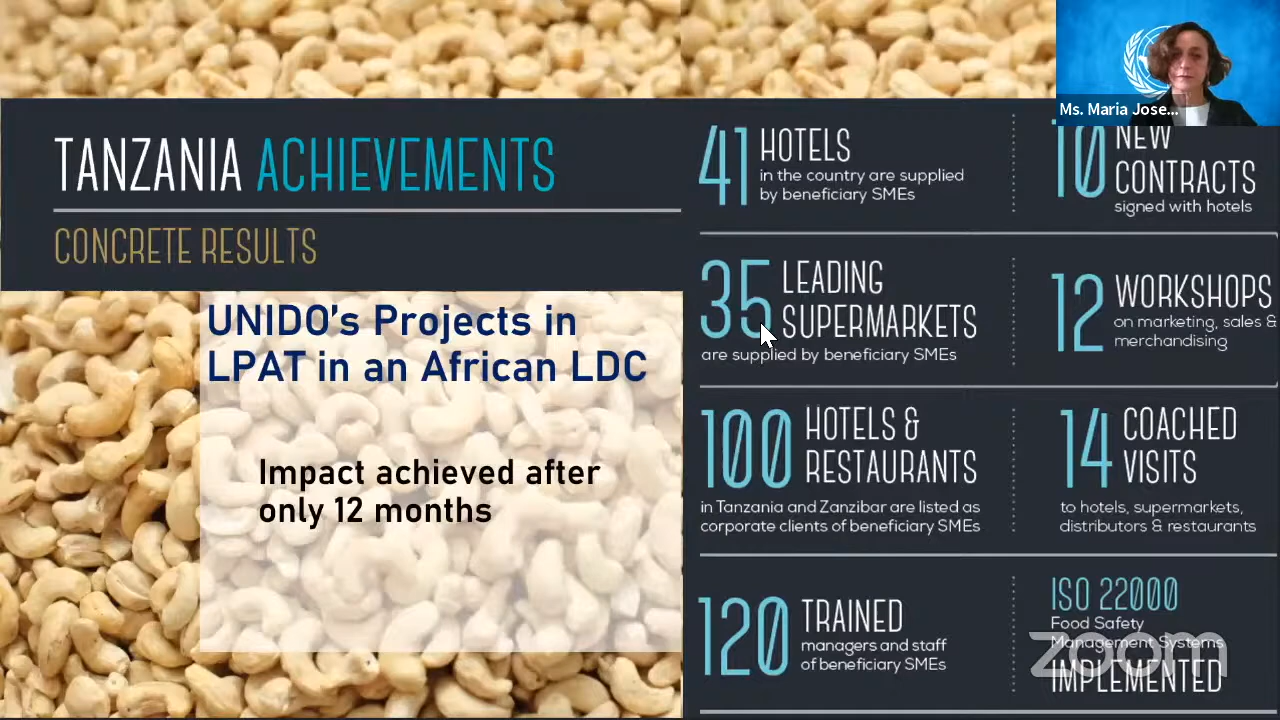 Ms. Maria Jose...
TANZANIA ACHIEVEMENTS
CONCRETE RESULTS
UNIDO's Projects in
LPAT in an African LDC
Impact achieved after
only 12 months
41 HOTELS
in the country are supplied
by beneficiary SMEs
10 NEW
CONTRACTS
signed with hotels
35 LEADING
SUPERMARKETS
are supplied by beneficiary SMEs
12 WORKSHOPS
on marketing, sales &
merchandising
100 HOTELS &
RESTAURANTS
in Tanzania and Zanzibar are listed as
corporate clients of beneficiary SMEs
14 COACHED
VISITS
to hotels, supermarkets,
distributors & restaurants
120 TRAINED
managers and staff
of beneficiary SMEs
ISO 22000
Food Safety
Management Systems
IMPLEMENTED
zoom